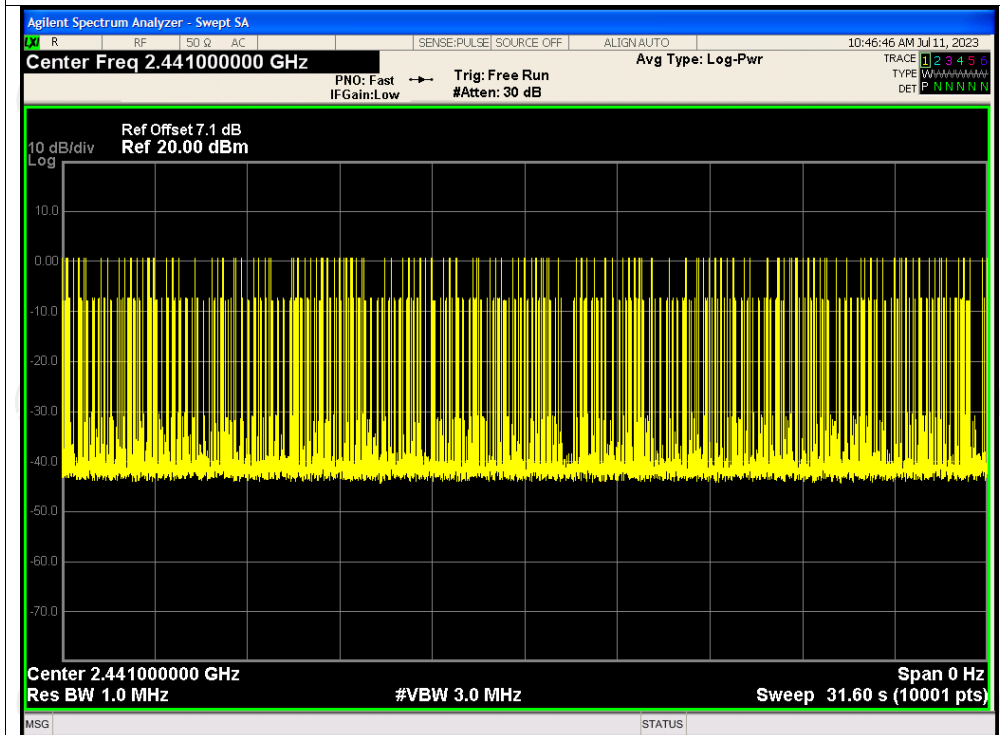 Agilent Spectrum Analyzer - Swept SA
LXI R RF 50 Ω AC SENSE:PULSE SOURCE OFF ALIGN AUTO 10:46:46 AM Jul 11, 2023
Center Freq 2.441000000 GHz Avg Type: Log-Pwr TRACE 1 2 3 4 5 6
PNO: Fast Trig: Free Run TYPE W
IFGain:Low #Atten: 30 dB DET P N N N N N
Ref Offset 7.1 dB
10 dB/div Ref 20.00 dBm
Log
10.0
0.00
-10.0
-20.0
-30.0
-40.0
-50.0
-60.0
-70.0
Center 2.441000000 GHz Span 0 Hz
Res BW 1.0 MHz #VBW 3.0 MHz Sweep 31.60 s (10001 pts)
MSG STATUS